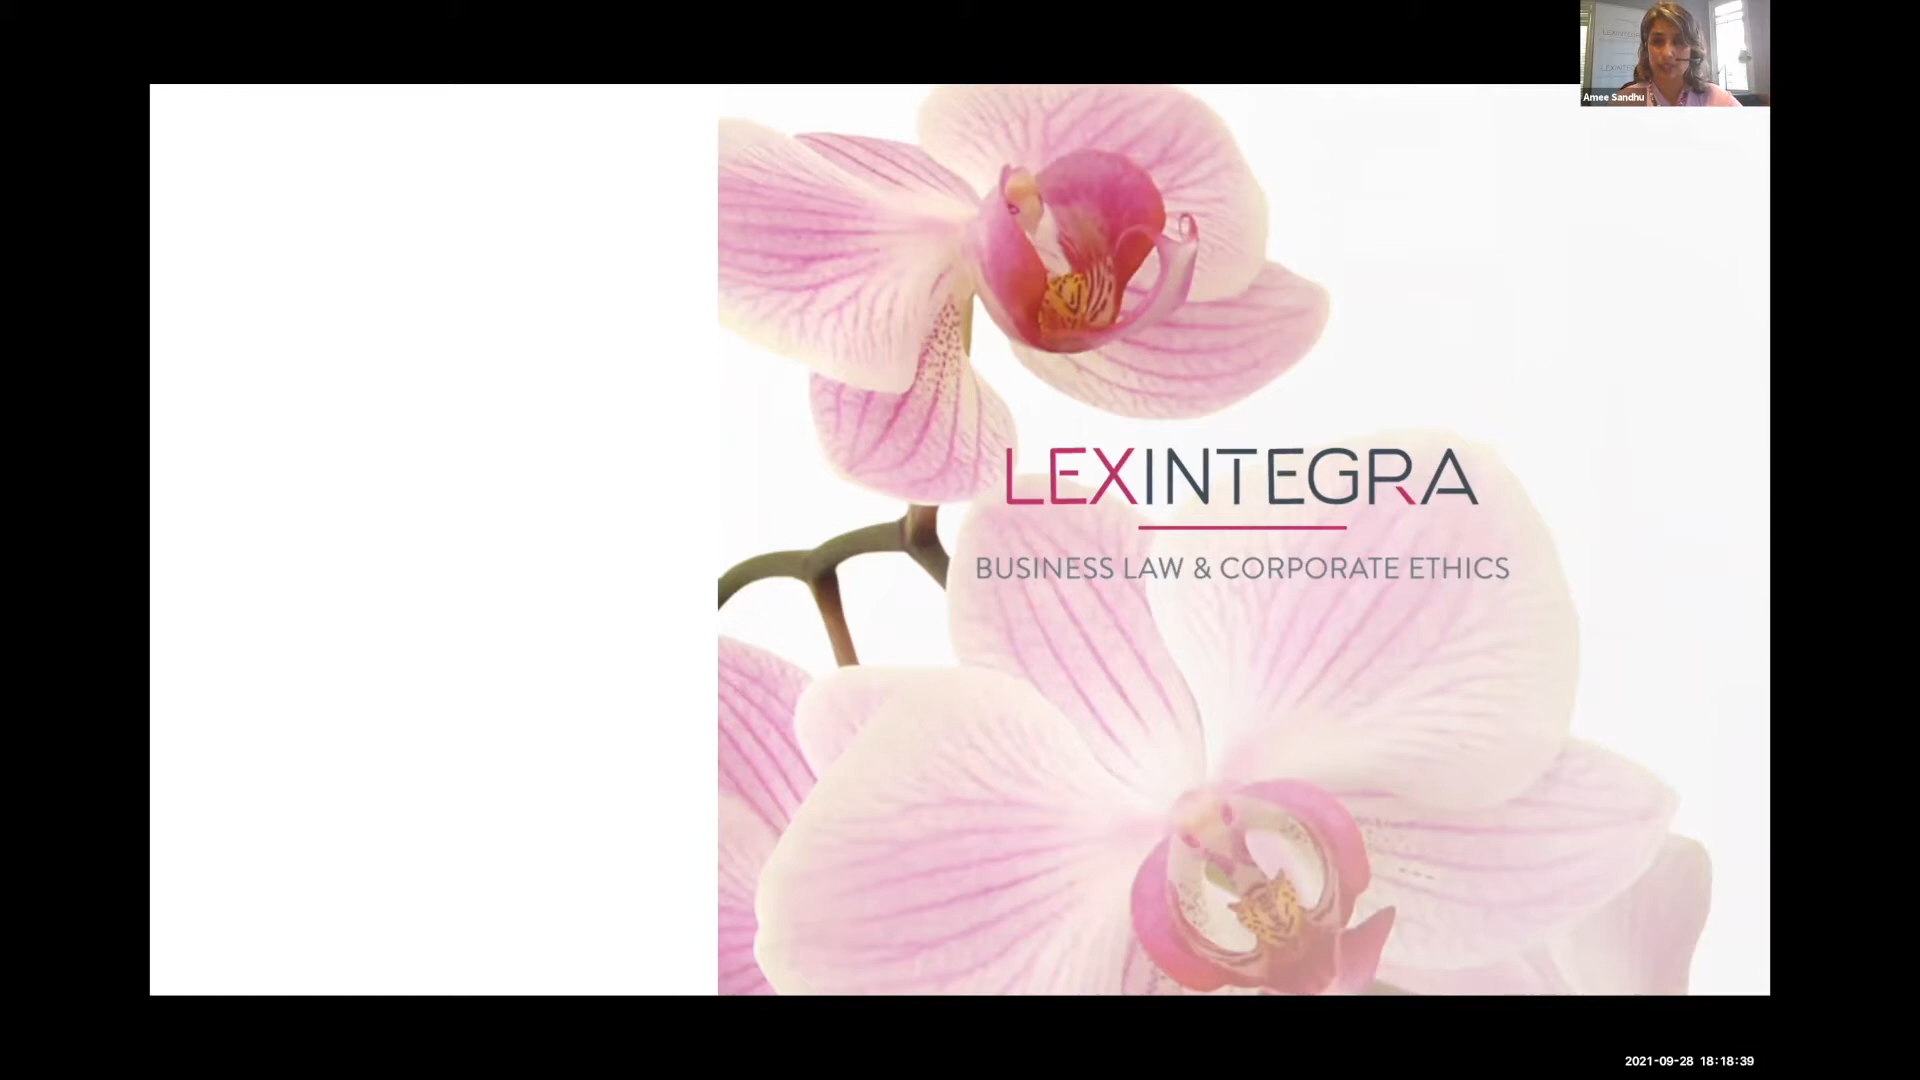 Amee Sandhu
LEXINTEGRA
BUSINESS LAW & CORPORATE ETHICS
2021-09-28 18:18:39